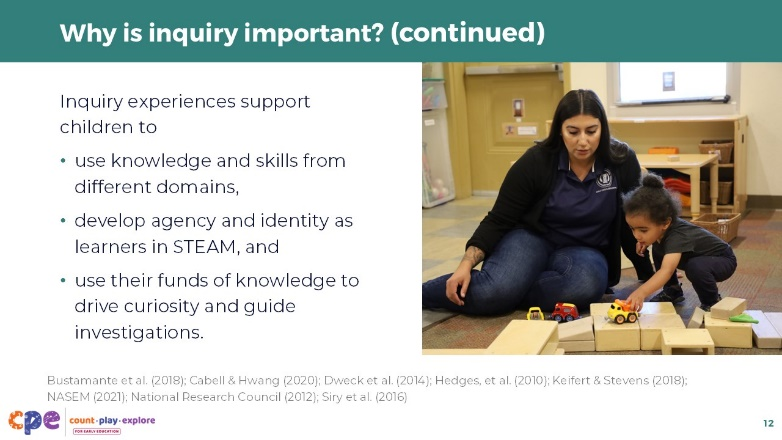 Why is inquiry important? (continued)
Inquiry experiences support
children to
• use knowledge and skills from
different domains,
• develop agency and identity as
learners in STEAM, and
• use their funds of knowledge to
drive curiosity and guide
investigations.
Bustamante et al. (2018); Cabell & Hwang (2020); Dweck et al. (2014); Hedges, et al. (2010); Keifert & Stevens (2018);
NASEM (2021); National Research Council (2012); Siry et al. (2016)
cpe count·play·explore
FOR EARLY EDUCATION
12